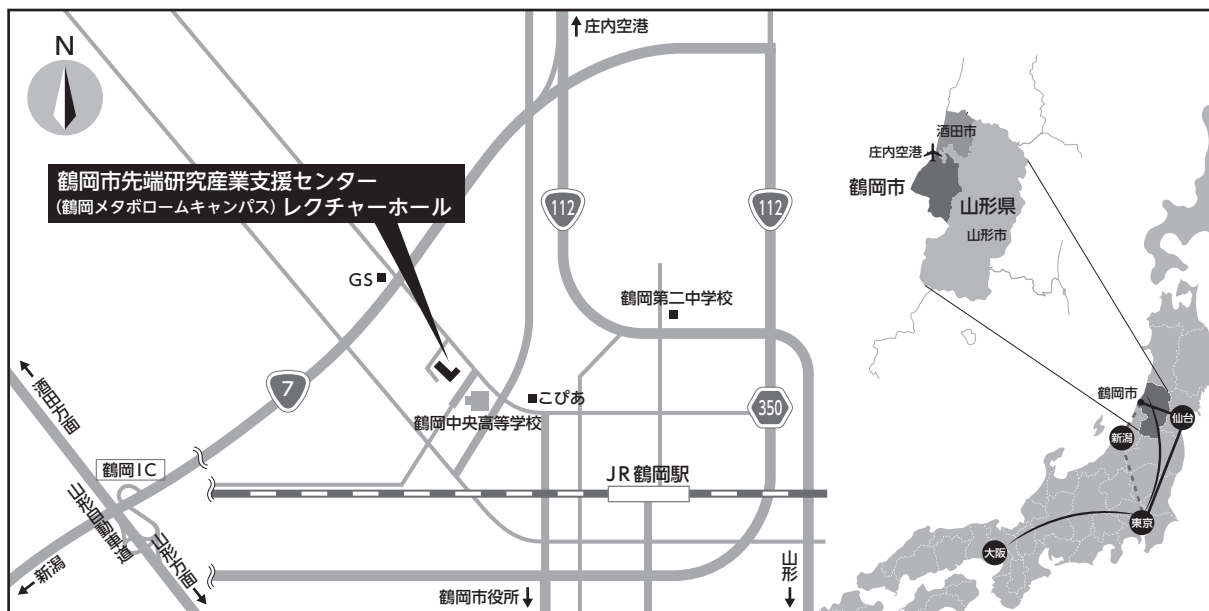 N
庄内空港
鶴岡市先端研究産業支援センター
(鶴岡メタボロームキャンパス) レクチャーホール
112
112
GS
鶴岡第二中学校
7
こぴあ
350
鶴岡中央高等学校
酒田方面
鶴岡IC
JR鶴岡駅
山形自動車道
山形方面
新潟
鶴岡市役所
山形
酒田市
庄内空港
鶴岡市
山形県
山形市
鶴岡市
仙台
新潟
東京
大阪